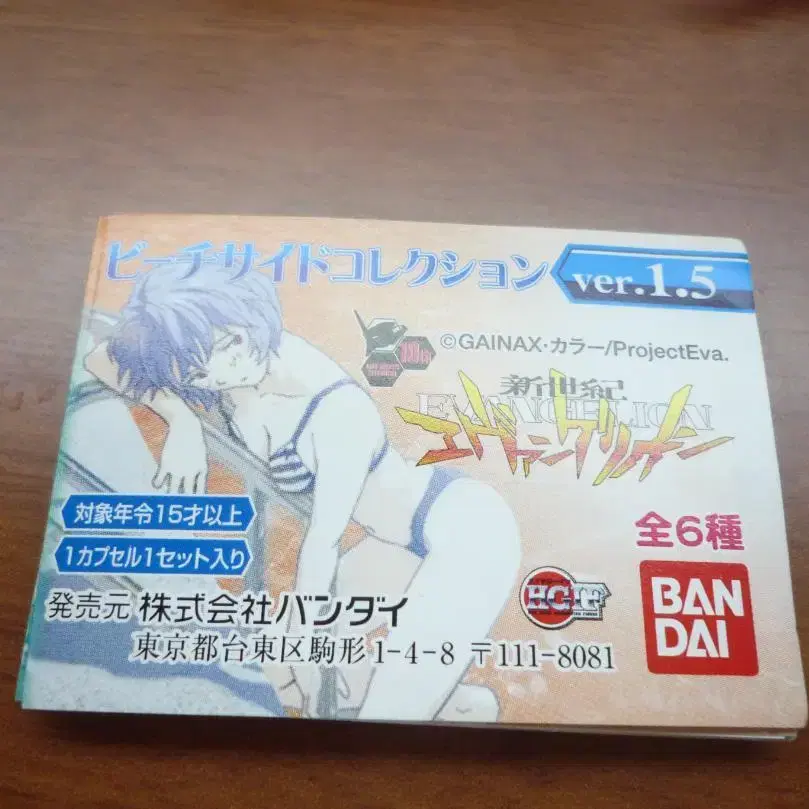 ビーチサイドコレクション
ver.1.5
10th
©GAINAX・カラー/ProjectEva.
新世紀
EVANGELION
エヴァンゲリオン
対象年令15才以上
全6種
1カプセル1セット入り
HGIF
BAN
DAI
発売元 株式会社バンダイ
東京都台東区駒形1-4-8 〒111-8081